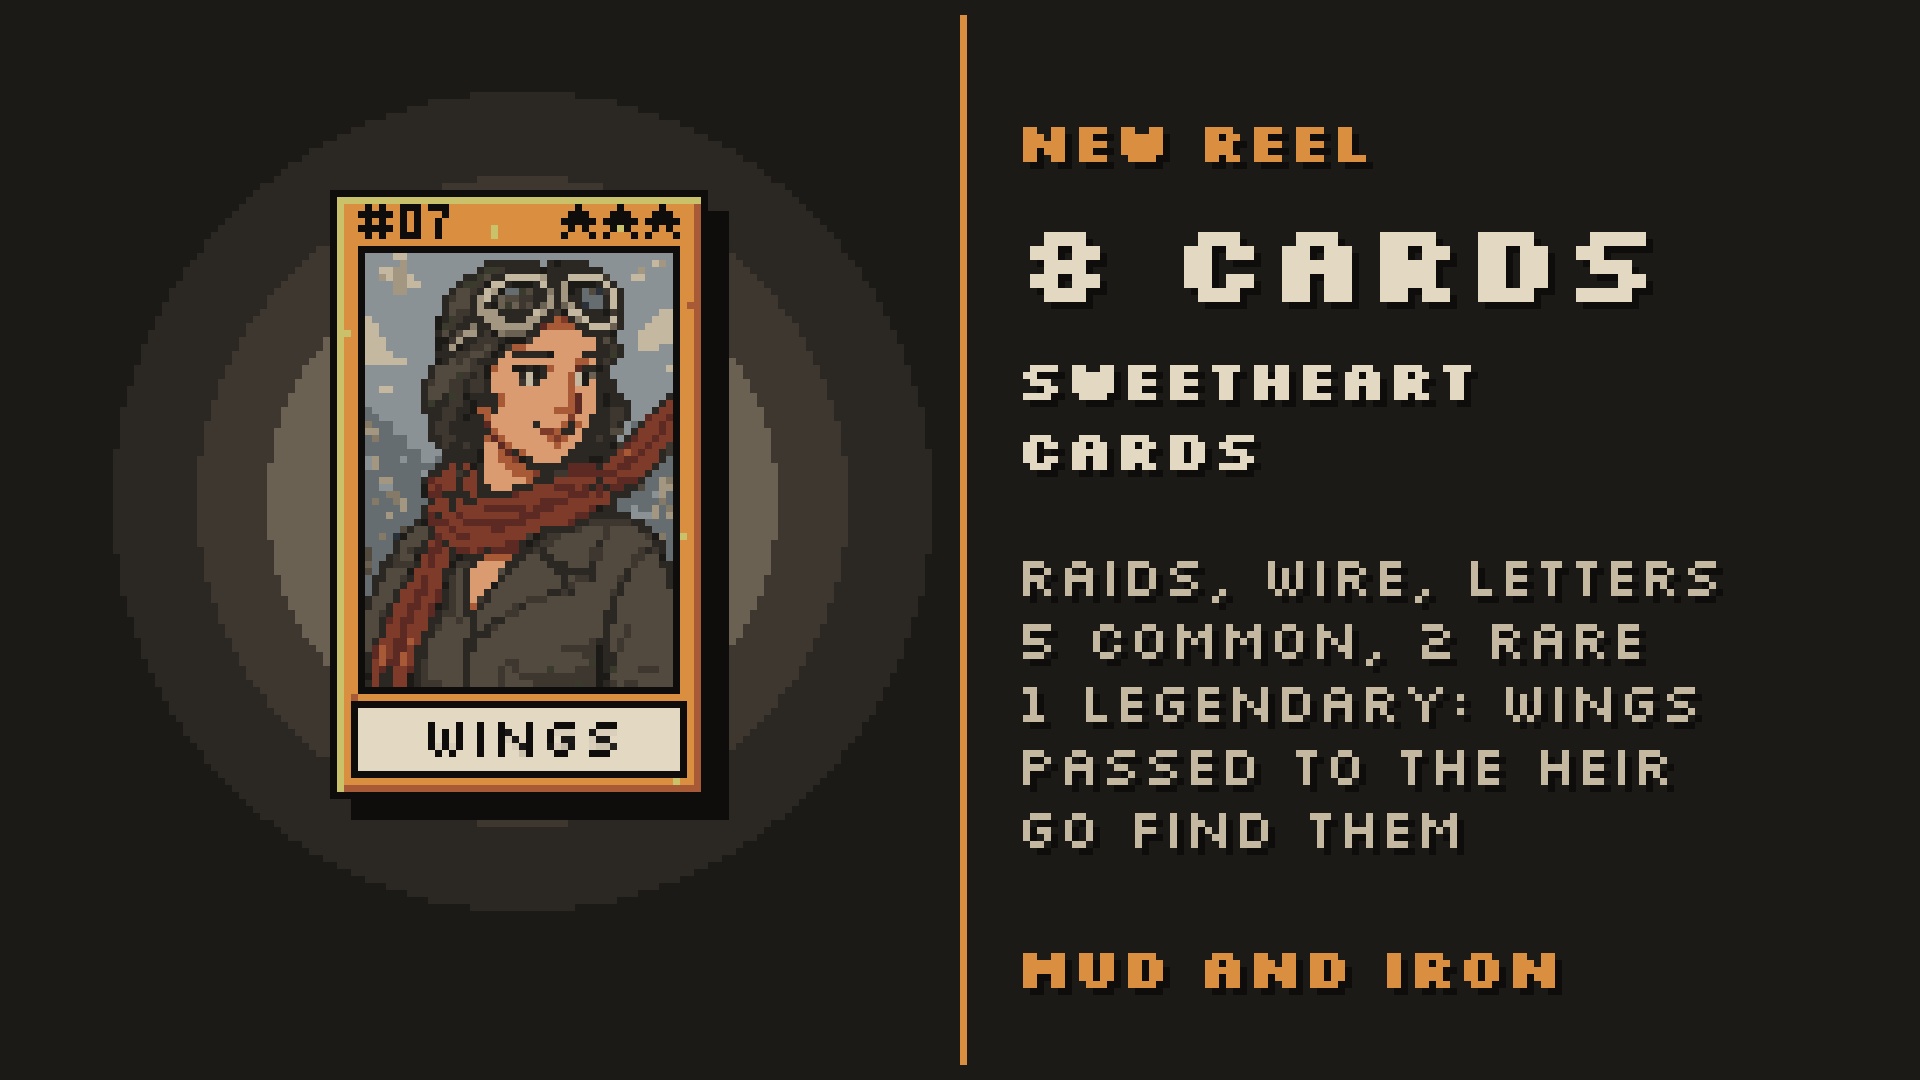 #07
WINGS
NEW REEL
8 CARDS
SWEETHEART
CARDS
RAIDS, WIRE, LETTERS
5 COMMON, 2 RARE
1 LEGENDARY: WINGS
PASSED TO THE HEIR
GO FIND THEM
MUD AND IRON